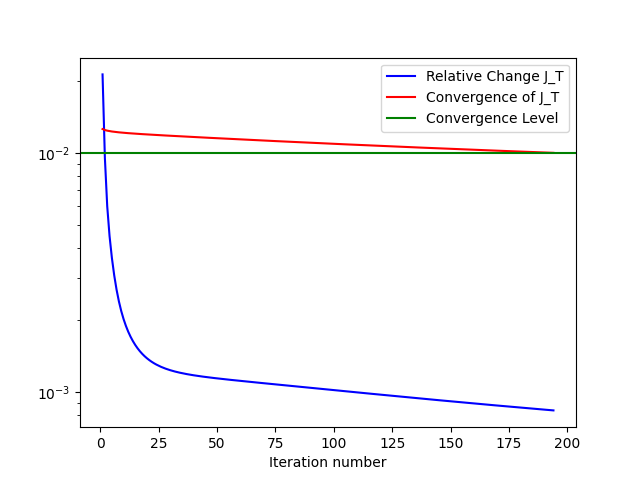 Relative Change J_T
Convergence of J_T
Convergence Level
10^{-2}
10^{-3}
0 25 50 75 100 125 150 175 200
Iteration number